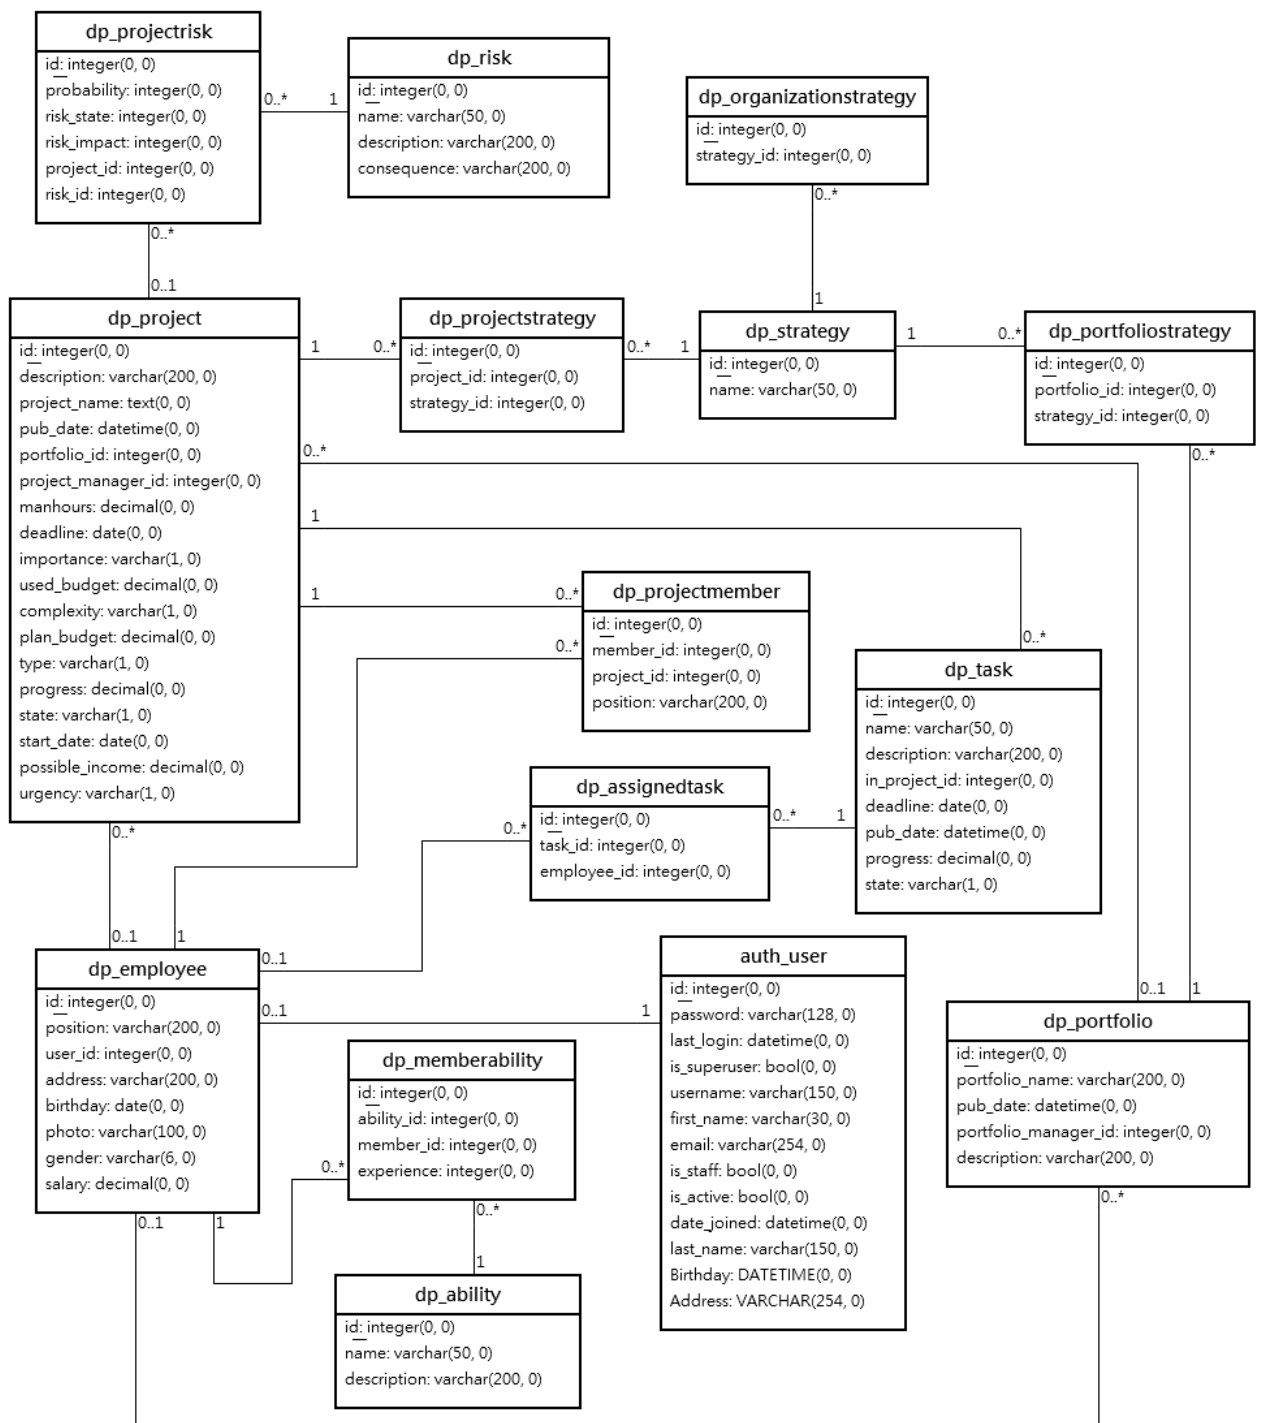 dp_projectrisk
id: integer(0, 0)
probability: integer(0, 0)
risk_state: integer(0, 0)
risk_impact: integer(0, 0)
project_id: integer(0, 0)
risk_id: integer(0, 0)
0..*
1
dp_risk
id: integer(0, 0)
name: varchar(50, 0)
description: varchar(200, 0)
consequence: varchar(200, 0)
dp_organizationstrategy
id: integer(0, 0)
strategy_id: integer(0, 0)
0..*
1
0..*
0..1
dp_project
id: integer(0, 0)
description: varchar(200, 0)
project_name: text(0, 0)
pub_date: datetime(0, 0)
portfolio_id: integer(0, 0)
project_manager_id: integer(0, 0)
manhours: decimal(0, 0)
deadline: date(0, 0)
importance: varchar(1, 0)
used_budget: decimal(0, 0)
complexity: varchar(1, 0)
plan_budget: decimal(0, 0)
type: varchar(1, 0)
progress: decimal(0, 0)
state: varchar(1, 0)
start_date: date(0, 0)
possible_income: decimal(0, 0)
urgency: varchar(1, 0)
1
0..*
dp_projectstrategy
id: integer(0, 0)
project_id: integer(0, 0)
strategy_id: integer(0, 0)
0..*
1
dp_strategy
id: integer(0, 0)
name: varchar(50, 0)
1
0..*
dp_portfoliostrategy
id: integer(0, 0)
portfolio_id: integer(0, 0)
strategy_id: integer(0, 0)
0..*
0..*
1
1
0..*
0..*
dp_projectmember
id: integer(0, 0)
member_id: integer(0, 0)
project_id: integer(0, 0)
position: varchar(200, 0)
0..*
dp_task
id: integer(0, 0)
name: varchar(50, 0)
description: varchar(200, 0)
in_project_id: integer(0, 0)
deadline: date(0, 0)
pub_date: datetime(0, 0)
progress: decimal(0, 0)
state: varchar(1, 0)
dp_assignedtask
id: integer(0, 0)
task_id: integer(0, 0)
employee_id: integer(0, 0)
0..*
0..*
1
0..*
0..1
1
dp_employee
id: integer(0, 0)
position: varchar(200, 0)
user_id: integer(0, 0)
address: varchar(200, 0)
birthday: date(0, 0)
photo: varchar(100, 0)
gender: varchar(6, 0)
salary: decimal(0, 0)
0..1
0..1
1
auth_user
id: integer(0, 0)
password: varchar(128, 0)
last_login: datetime(0, 0)
is_superuser: bool(0, 0)
username: varchar(150, 0)
first_name: varchar(30, 0)
email: varchar(254, 0)
is_staff: bool(0, 0)
is_active: bool(0, 0)
date_joined: datetime(0, 0)
last_name: varchar(150, 0)
Birthday: DATETIME(0, 0)
Address: VARCHAR(254, 0)
0..1
1
dp_portfolio
id: integer(0, 0)
portfolio_name: varchar(200, 0)
pub_date: datetime(0, 0)
portfolio_manager_id: integer(0, 0)
description: varchar(200, 0)
0..*
dp_memberability
id: integer(0, 0)
ability_id: integer(0, 0)
member_id: integer(0, 0)
experience: integer(0, 0)
0..*
0..1
1
0..*
1
dp_ability
id: integer(0, 0)
name: varchar(50, 0)
description: varchar(200, 0)